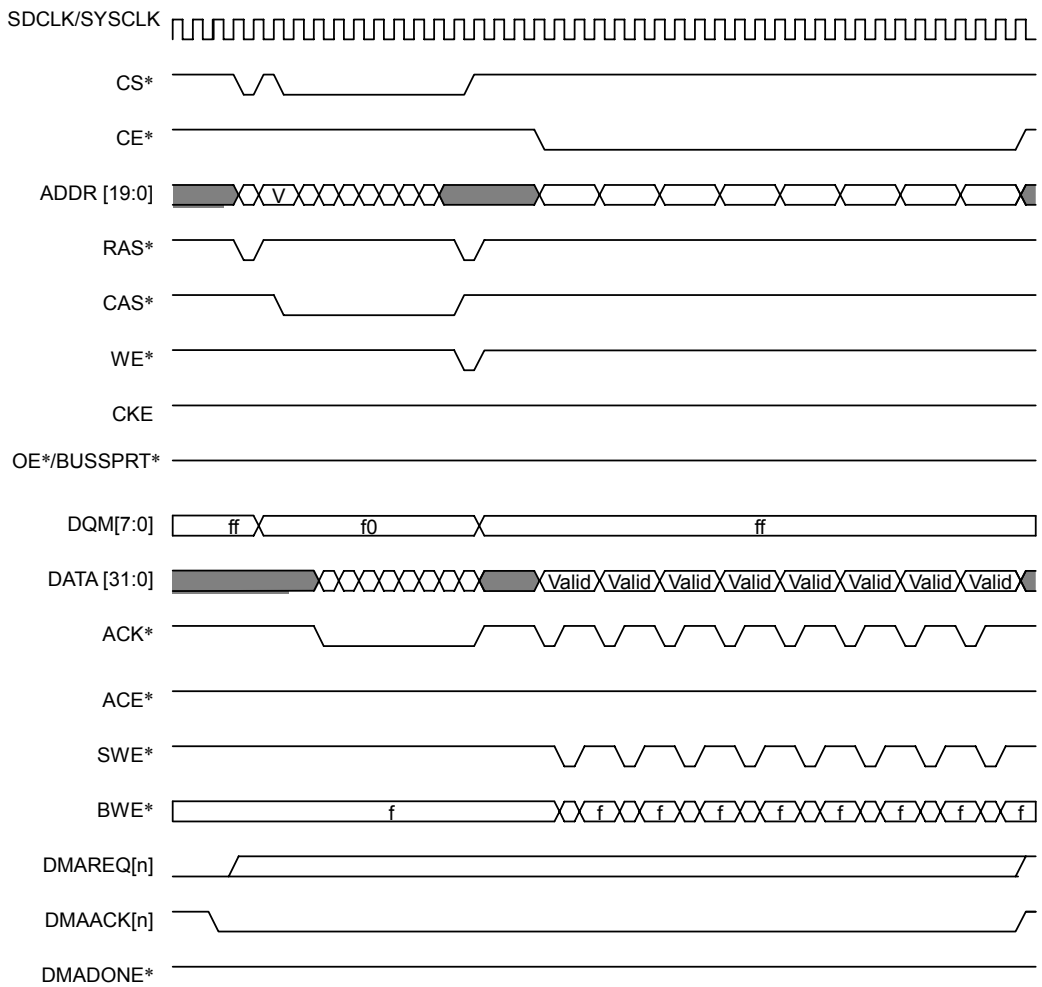 SDCLK/SYSCLK
CS*
CE*
ADDR [19:0] V
RAS*
CAS*
WE*
CKE
OE*/BUSSPRT*
DQM[7:0] ff f0 ff
DATA [31:0] Valid Valid Valid Valid Valid Valid Valid Valid
ACK*
ACE*
SWE*
BWE* f f f f f f f f f
DMAREQ[n]
DMAACK[n]
DMADONE*